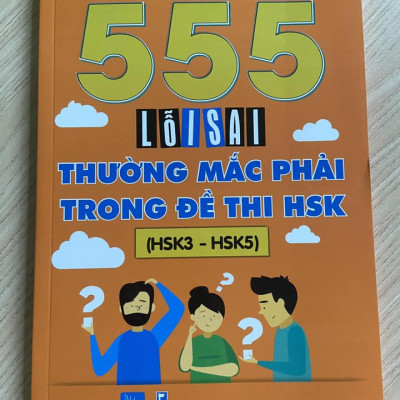 555
LỖI SAI
THƯỜNG MẮC PHẢI
TRONG ĐỀ THI HSK
(HSK3 - HSK5)
? ? ?